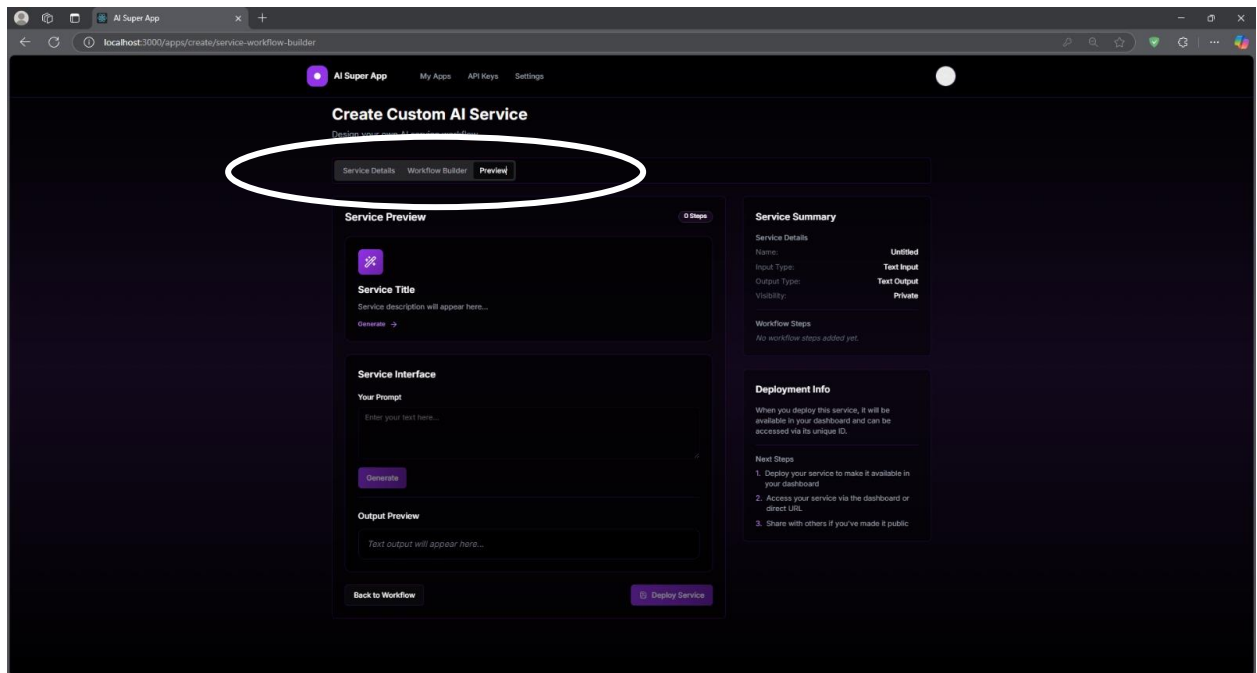 AI Super App
localhost:3000/apps/create/service-workflow-builder
AI Super App My Apps API Keys Settings
Create Custom AI Service
Design your own AI service workflow
Service Details Workflow Builder Preview
Service Preview 0 Steps
Service Title
Service description will appear here...
Generate →
Service Interface
Your Prompt
Enter your text here...
Generate
Output Preview
Text output will appear here...
Back to Workflow Deploy Service
Service Summary
Service Details
Name: Untitled
Input Type: Text Input
Output Type: Text Output
Visibility: Private
Workflow Steps
No workflow steps added yet.
Deployment Info
When you deploy this service, it will be
available in your dashboard and can be
accessed via its unique ID.
Next Steps
1. Deploy your service to make it available in
your dashboard
2. Access your service via the dashboard or
direct URL
3. Share with others if you've made it public